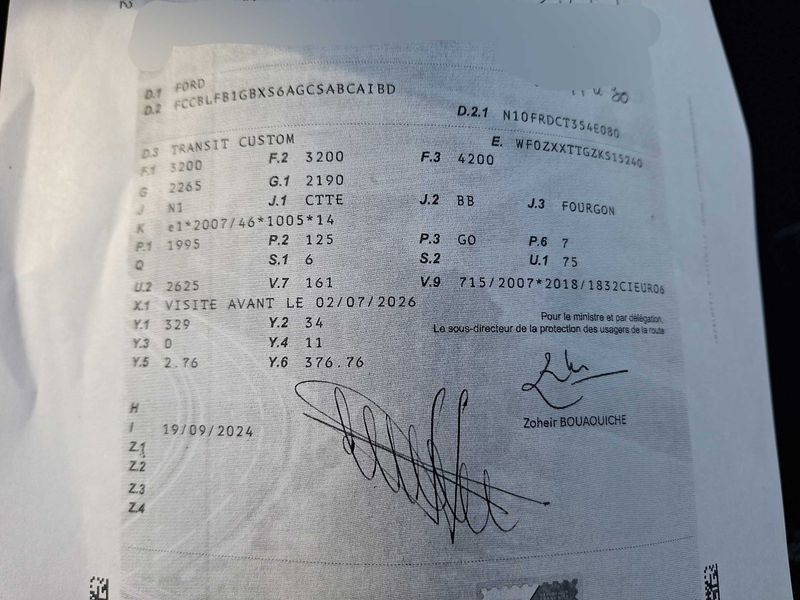 D.1 FORD
D.2 FCCBLFB1GBXS6AGCSABCAIBD
D.2.1 N10FRDCT354E080
D.3 TRANSIT CUSTOM E. WF0ZXXTTGZKS15240
F.1 3200 F.2 3200 F.3 4200
G 2265 G.1 2190
J N1 J.1 CTTE J.2 BB J.3 FOURGON
K e1*2007/46*1005*14
P.1 1995 P.2 125 P.3 GO P.6 7
Q S.1 6 S.2 U.1 75
U.2 2625 V.7 161 V.9 715/2007*2018/1832CIEURO6
X.1 VISITE AVANT LE 02/07/2026
Y.1 329 Y.2 34
Pour le ministre et par délégation,
Y.3 0 Y.4 11
Le sous-directeur de la protection des usagers de la route
Y.5 2.76 Y.6 376.76
H
Zoheir BOUAOUICHE
I 19/09/2024
Z.1
Z.2
Z.3
Z.4